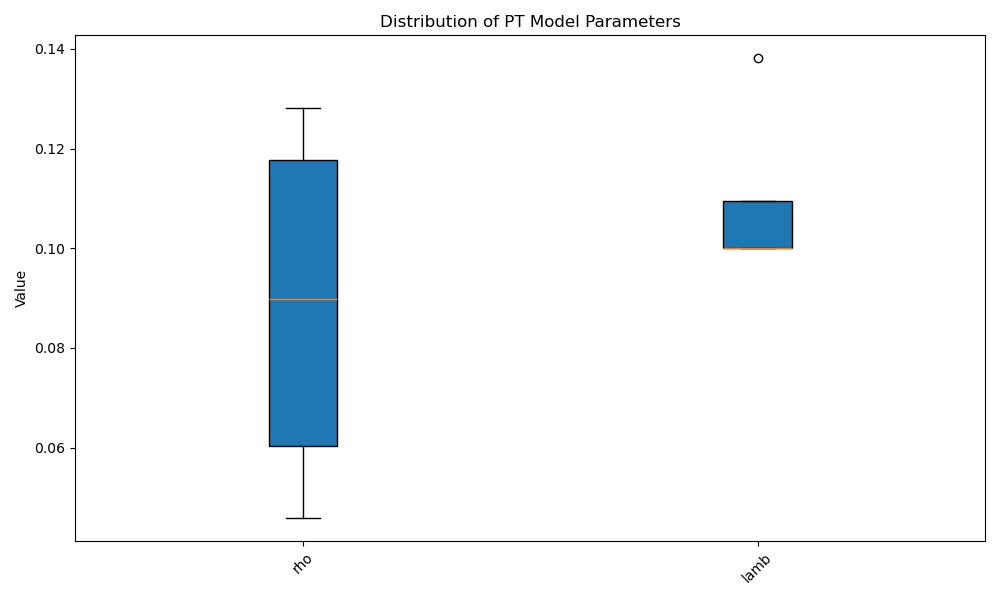 Distribution of PT Model Parameters
Value
0.14
0.12
0.10
0.08
0.06
rho
lamb